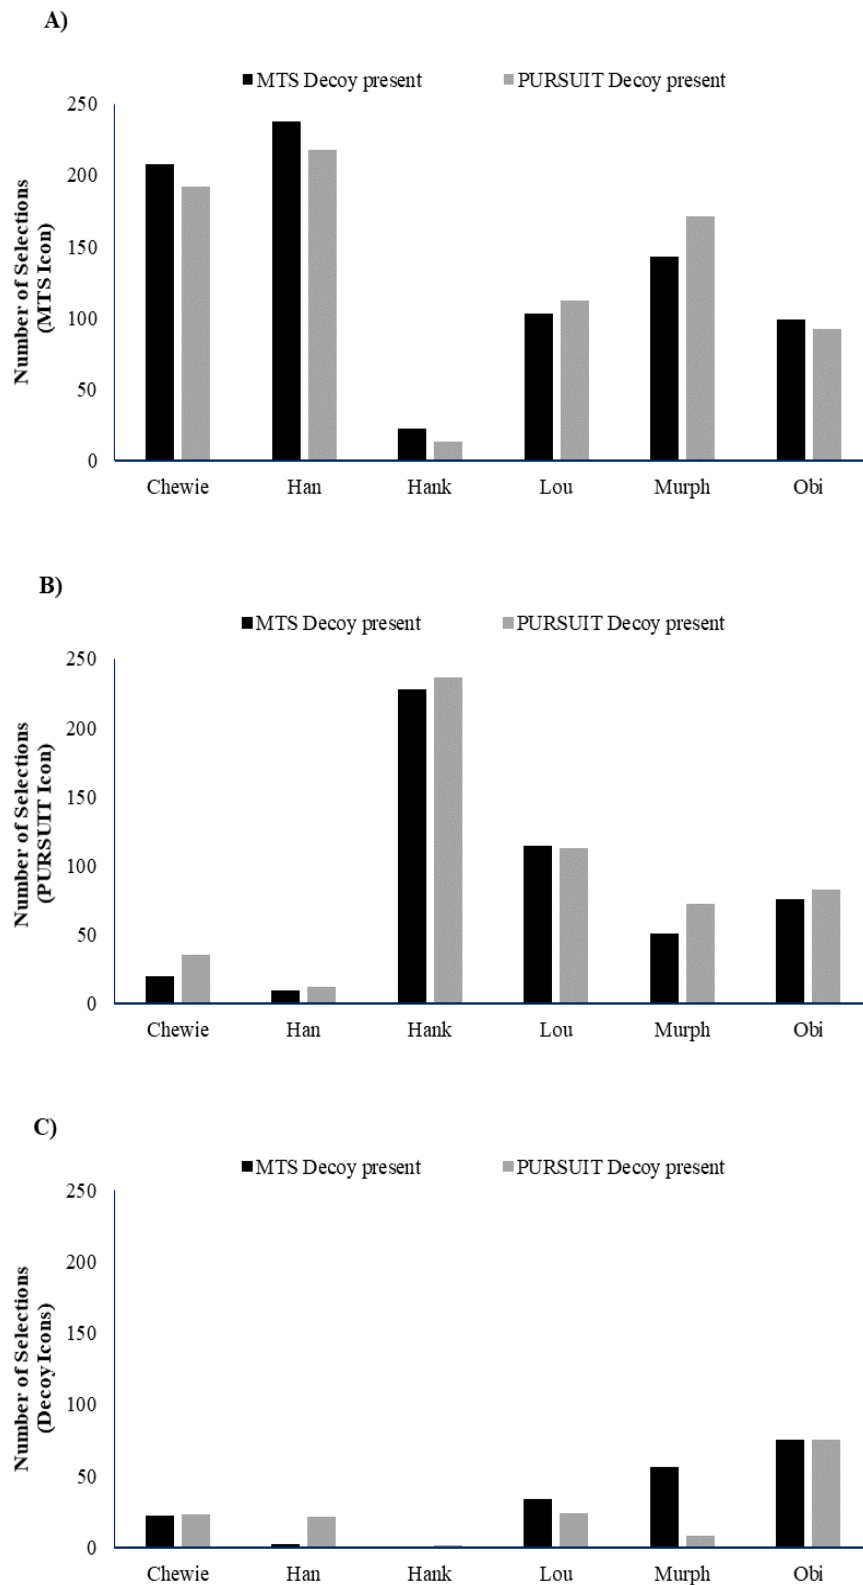 A)
MTS Decoy present PURSUIT Decoy present
Number of Selections
(MTS Icon)
250
200
150
100
50
0
Chewie Han Hank Lou Murph Obi
B)
MTS Decoy present PURSUIT Decoy present
Number of Selections
(PURSUIT Icon)
250
200
150
100
50
0
Chewie Han Hank Lou Murph Obi
C)
MTS Decoy present PURSUIT Decoy present
Number of Selections
(Decoy Icons)
250
200
150
100
50
0
Chewie Han Hank Lou Murph Obi